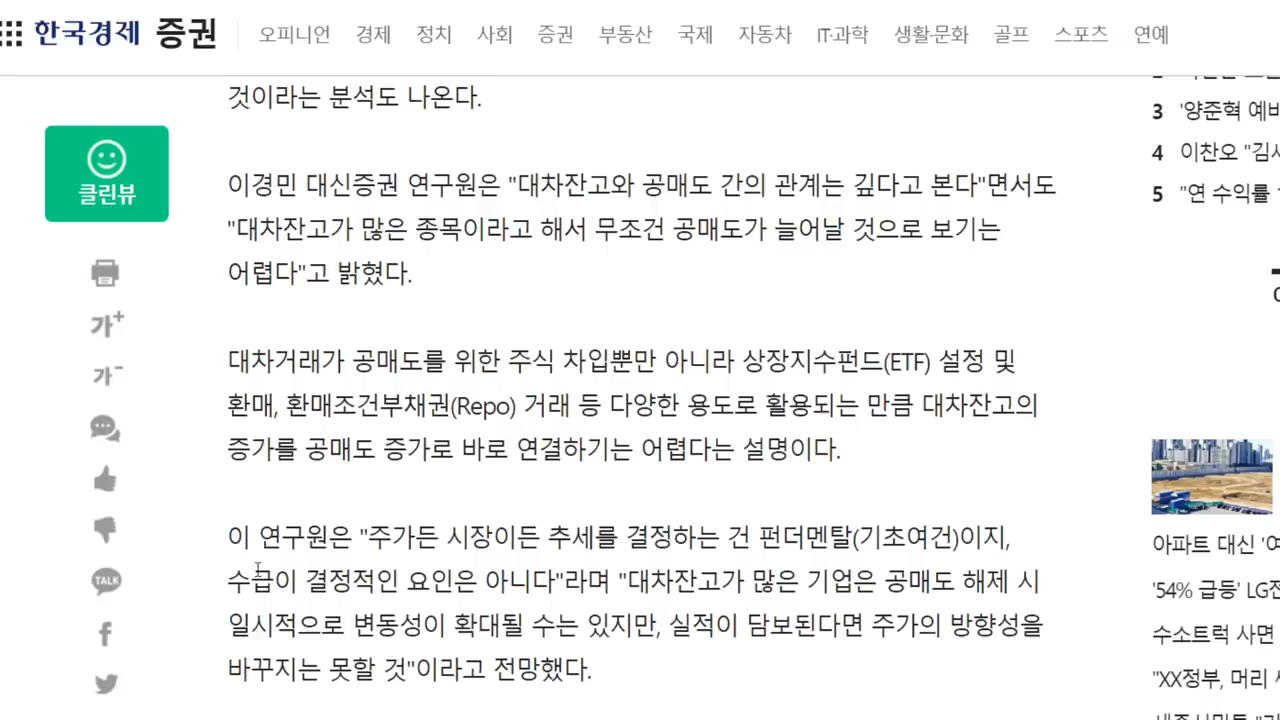 한국경제 증권 오피니언 경제 정치 사회 증권 부동산 국제 자동차 IT·과학 생활·문화 골프 스포츠 연예
것이라는 분석도 나온다.
이경민 대신증권 연구원은 "대차잔고와 공매도 간의 관계는 깊다고 본다"면서도
"대차잔고가 많은 종목이라고 해서 무조건 공매도가 늘어날 것으로 보기는
어렵다"고 밝혔다.
대차거래가 공매도를 위한 주식 차입뿐만 아니라 상장지수펀드(ETF) 설정 및
환매, 환매조건부채권(Repo) 거래 등 다양한 용도로 활용되는 만큼 대차잔고의
증가를 공매도 증가로 바로 연결하기는 어렵다는 설명이다.
이 연구원은 "주가든 시장이든 추세를 결정하는 건 펀더멘탈(기초여건)이지,
수급이 결정적인 요인은 아니다"라며 "대차잔고가 많은 기업은 공매도 해제 시
일시적으로 변동성이 확대될 수는 있지만, 실적이 담보된다면 주가의 방향성을
바꾸지는 못할 것"이라고 전망했다.
클린뷰
가+
가-
TALK
3 '양준혁
4 이찬오
5 "연 수익률
아파트 대신
'54% 급등'
수소트럭 사면
"XX정부, 머리